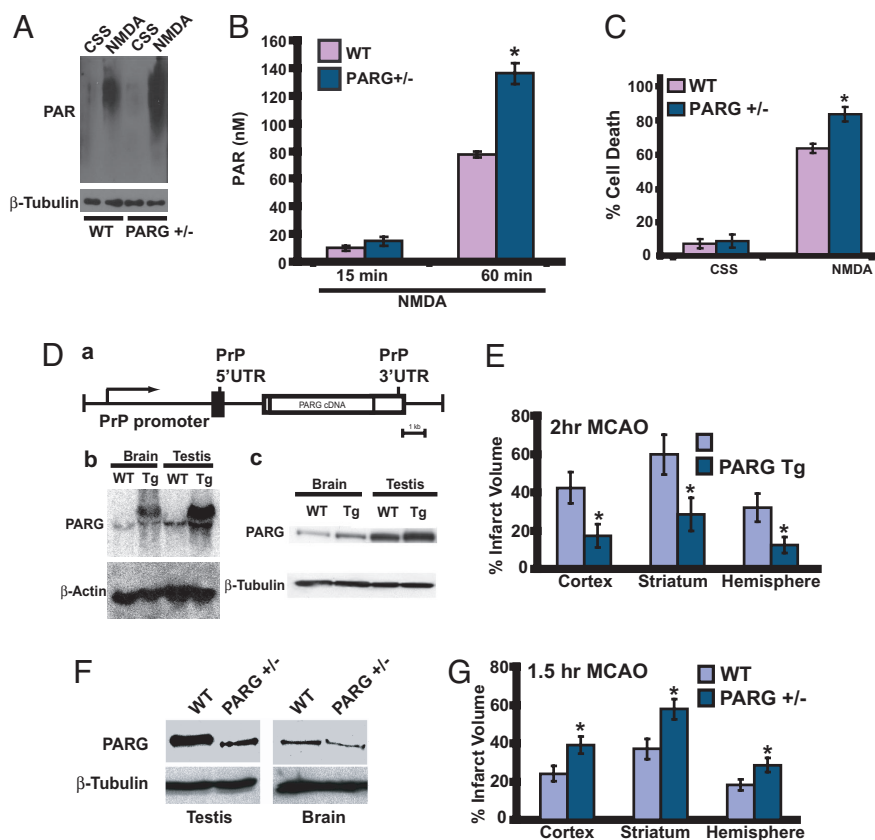 A
CSS
NMDA
CSS
NMDA
PAR
β-Tubulin
WT PARG +/-
B
WT
PARG+/-
*
PAR (nM)
160
140
120
100
80
60
40
20
0
15 min 60 min
NMDA
C
WT
PARG +/-
*
% Cell Death
100
80
60
40
20
0
CSS NMDA
D
a
PrP PrP
5'UTR 3'UTR
PARG cDNA
PrP promoter
1 kb
b
Brain Testis
WT Tg WT Tg
PARG
β-Actin
c
Brain Testis
WT Tg WT Tg
PARG
β-Tubulin
E
2hr MCAO
PARG Tg
* * *
% Infarct Volume
80
60
40
20
0
Cortex Striatum Hemisphere
F
WT PARG +/- WT PARG +/-
PARG
β-Tubulin
Testis Brain
G
1.5 hr MCAO
WT
PARG +/-
* * *
% Infarct Volume
80
60
40
20
0
Cortex Striatum Hemisphere